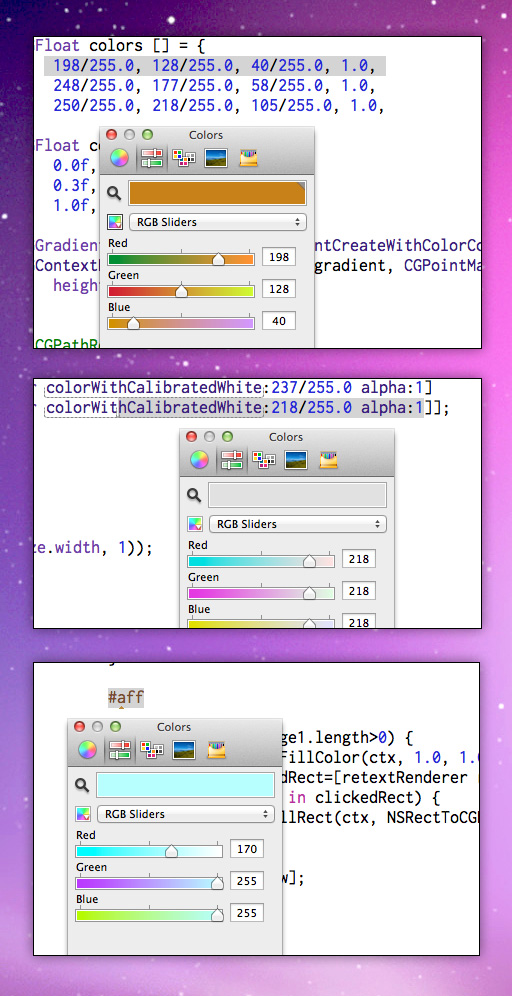 Float colors [] = {
198/255.0, 128/255.0, 40/255.0, 1.0,
248/255.0, 177/255.0, 58/255.0, 1.0,
250/255.0, 218/255.0, 105/255.0, 1.0,
Float co
0.0f,
0.3f,
1.0f,
Colors
RGB Sliders
Red
198
Green
128
Blue
40
Gradient
ntCreateWithColorCo
Context
gradient, CGPointMa
height
CGPathR
r colorWithCalibratedWhite:237/255.0 alpha:1]
r colorWithCalibratedWhite:218/255.0 alpha:1]];
Colors
RGB Sliders
ze.width, 1));
Red
218
Green
218
Blue
218
#aff
Colors
ge1.length>0) {
FillColor(ctx, 1.0, 1.0
dRect=[retextRenderer r
in clickedRect) {
llRect(ctx, NSRectToCG
w];
RGB Sliders
Red
170
Green
255
Blue
255